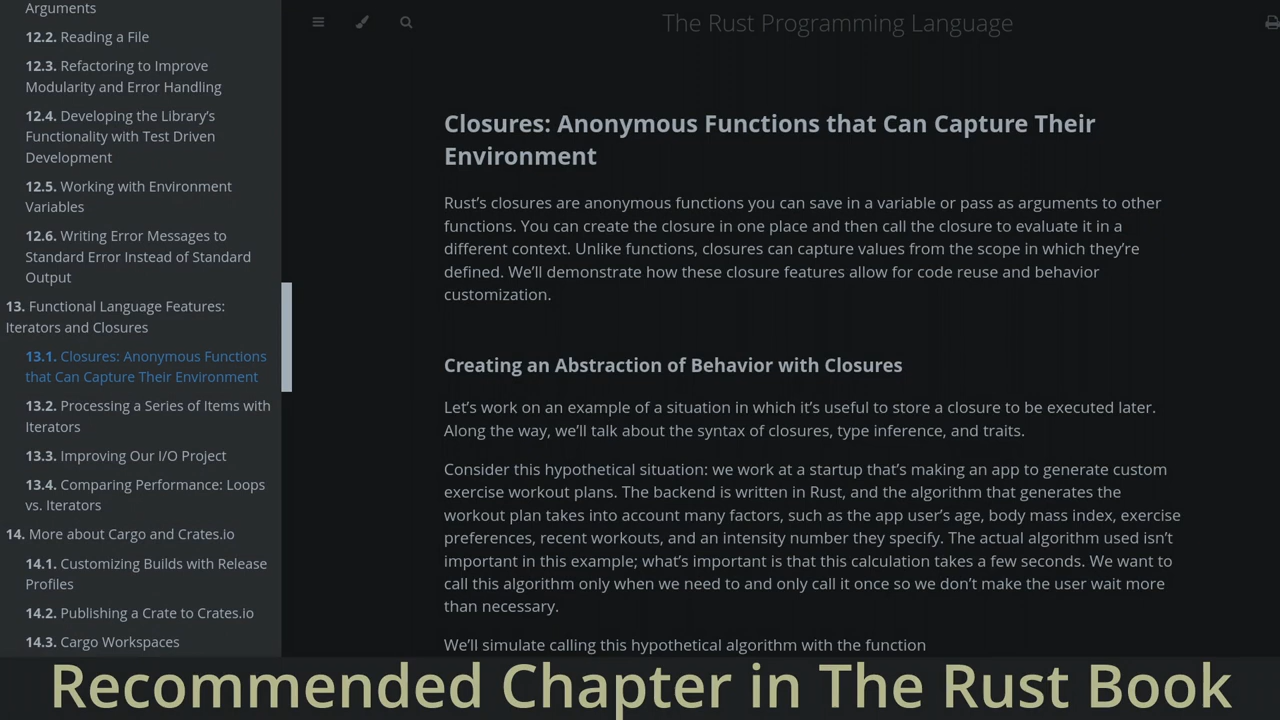 Arguments
12.2. Reading a File
12.3. Refactoring to Improve
Modularity and Error Handling
12.4. Developing the Library’s
Functionality with Test Driven
Development
12.5. Working with Environment
Variables
12.6. Writing Error Messages to
Standard Error Instead of Standard
Output
13. Functional Language Features:
Iterators and Closures
13.1. Closures: Anonymous Functions
that Can Capture Their Environment
13.2. Processing a Series of Items with
Iterators
13.3. Improving Our I/O Project
13.4. Comparing Performance: Loops
vs. Iterators
14. More about Cargo and Crates.io
14.1. Customizing Builds with Release
Profiles
14.2. Publishing a Crate to Crates.io
14.3. Cargo Workspaces
The Rust Programming Language
Closures: Anonymous Functions that Can Capture Their
Environment
Rust’s closures are anonymous functions you can save in a variable or pass as arguments to other
functions. You can create the closure in one place and then call the closure to evaluate it in a
different context. Unlike functions, closures can capture values from the scope in which they’re
defined. We’ll demonstrate how these closure features allow for code reuse and behavior
customization.
Creating an Abstraction of Behavior with Closures
Let’s work on an example of a situation in which it’s useful to store a closure to be executed later.
Along the way, we’ll talk about the syntax of closures, type inference, and traits.
Consider this hypothetical situation: we work at a startup that’s making an app to generate custom
exercise workout plans. The backend is written in Rust, and the algorithm that generates the
workout plan takes into account many factors, such as the app user’s age, body mass index, exercise
preferences, recent workouts, and an intensity number they specify. The actual algorithm used isn’t
important in this example; what’s important is that this calculation takes a few seconds. We want to
call this algorithm only when we need to and only call it once so we don’t make the user wait more
than necessary.
We’ll simulate calling this hypothetical algorithm with the function
Recommended Chapter in The Rust Book